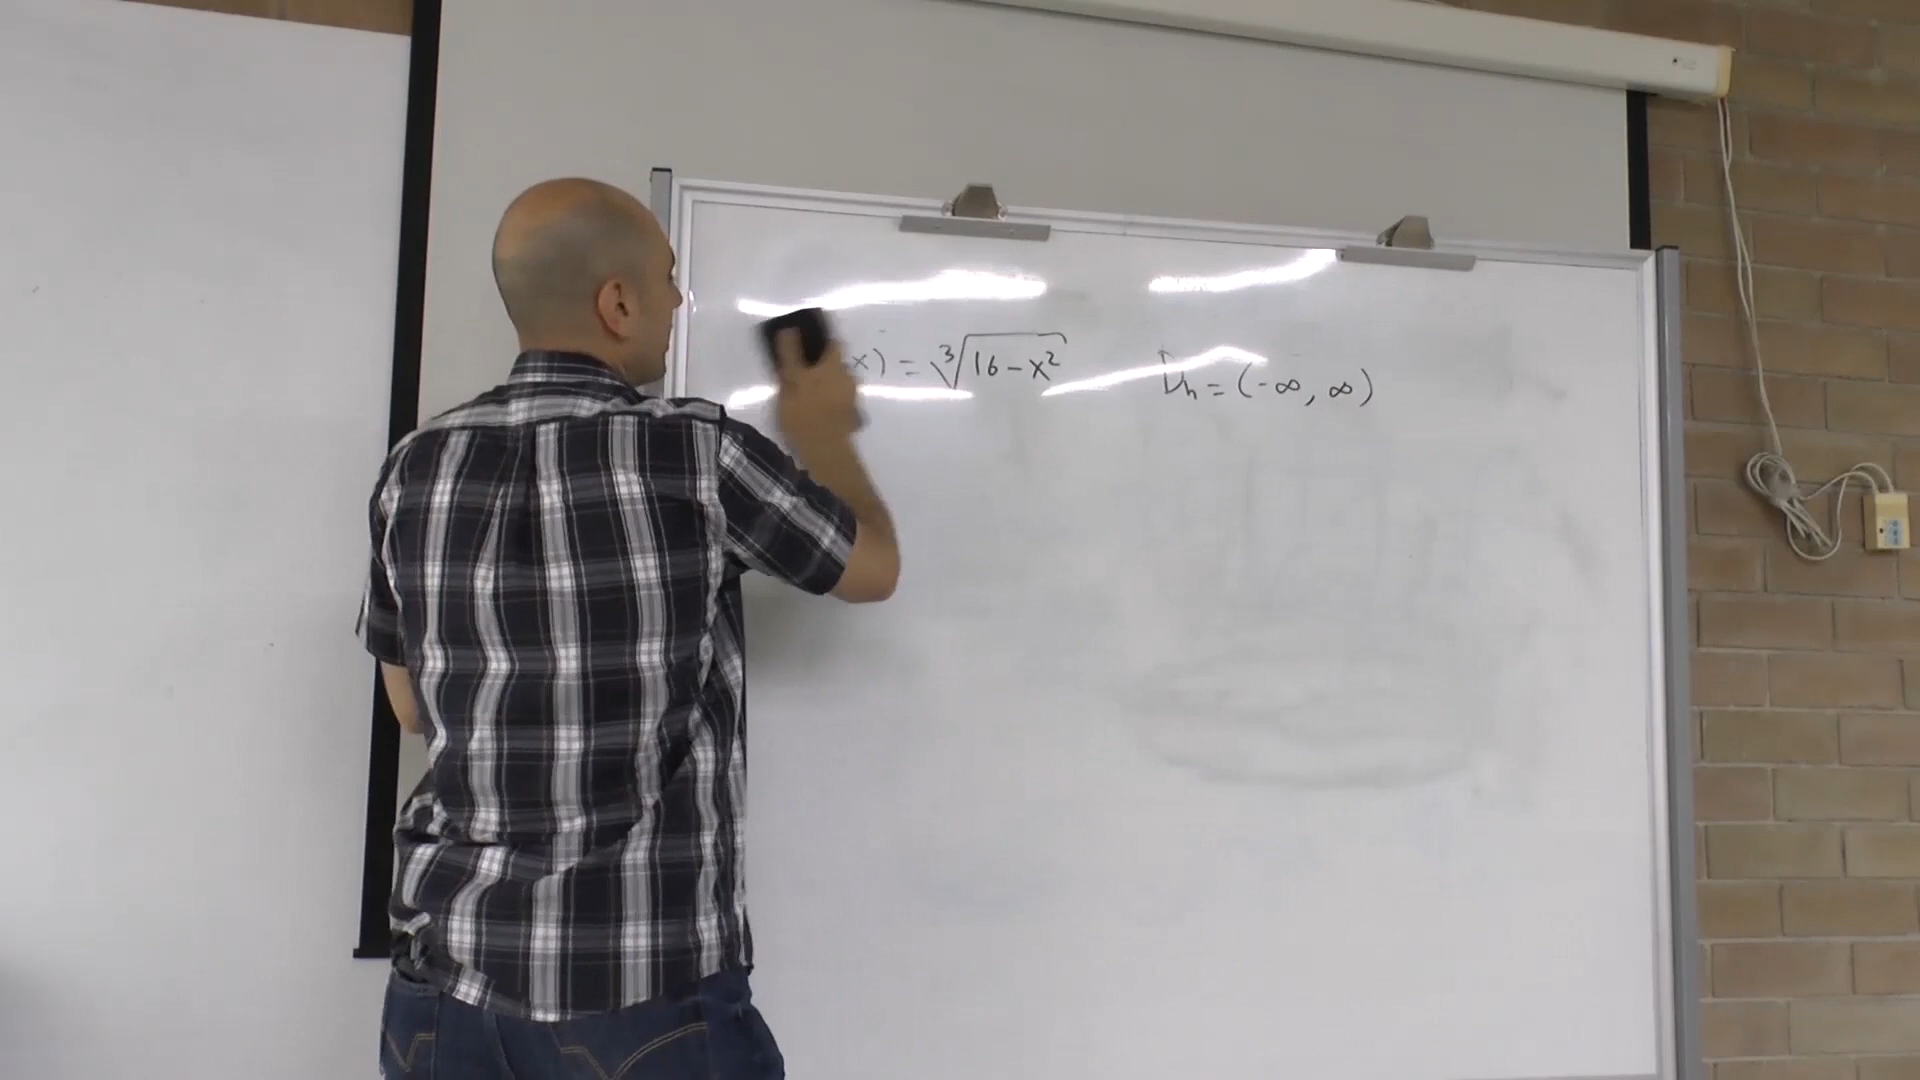 x) = ∛(16-x²) Dₕ = (-∞, ∞)